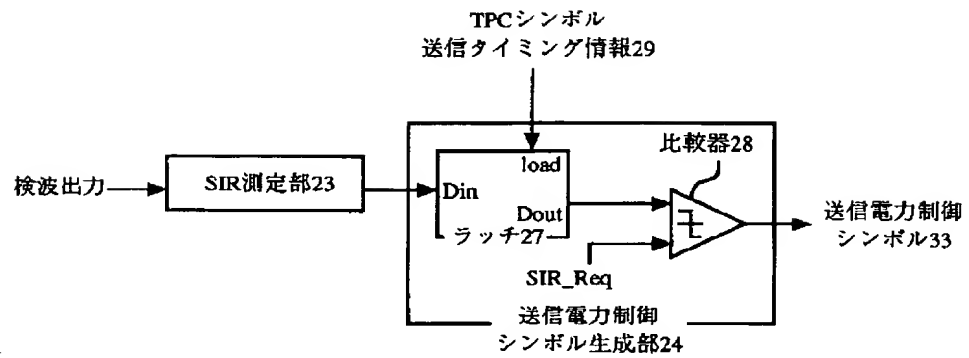 TPCシンボル
送信タイミング情報29
比較器28
load
検波出力
SIR測定部23
Din
Dout
ラッチ27
SIR_Req
送信電力制御
シンボル33
送信電力制御
シンボル生成部24